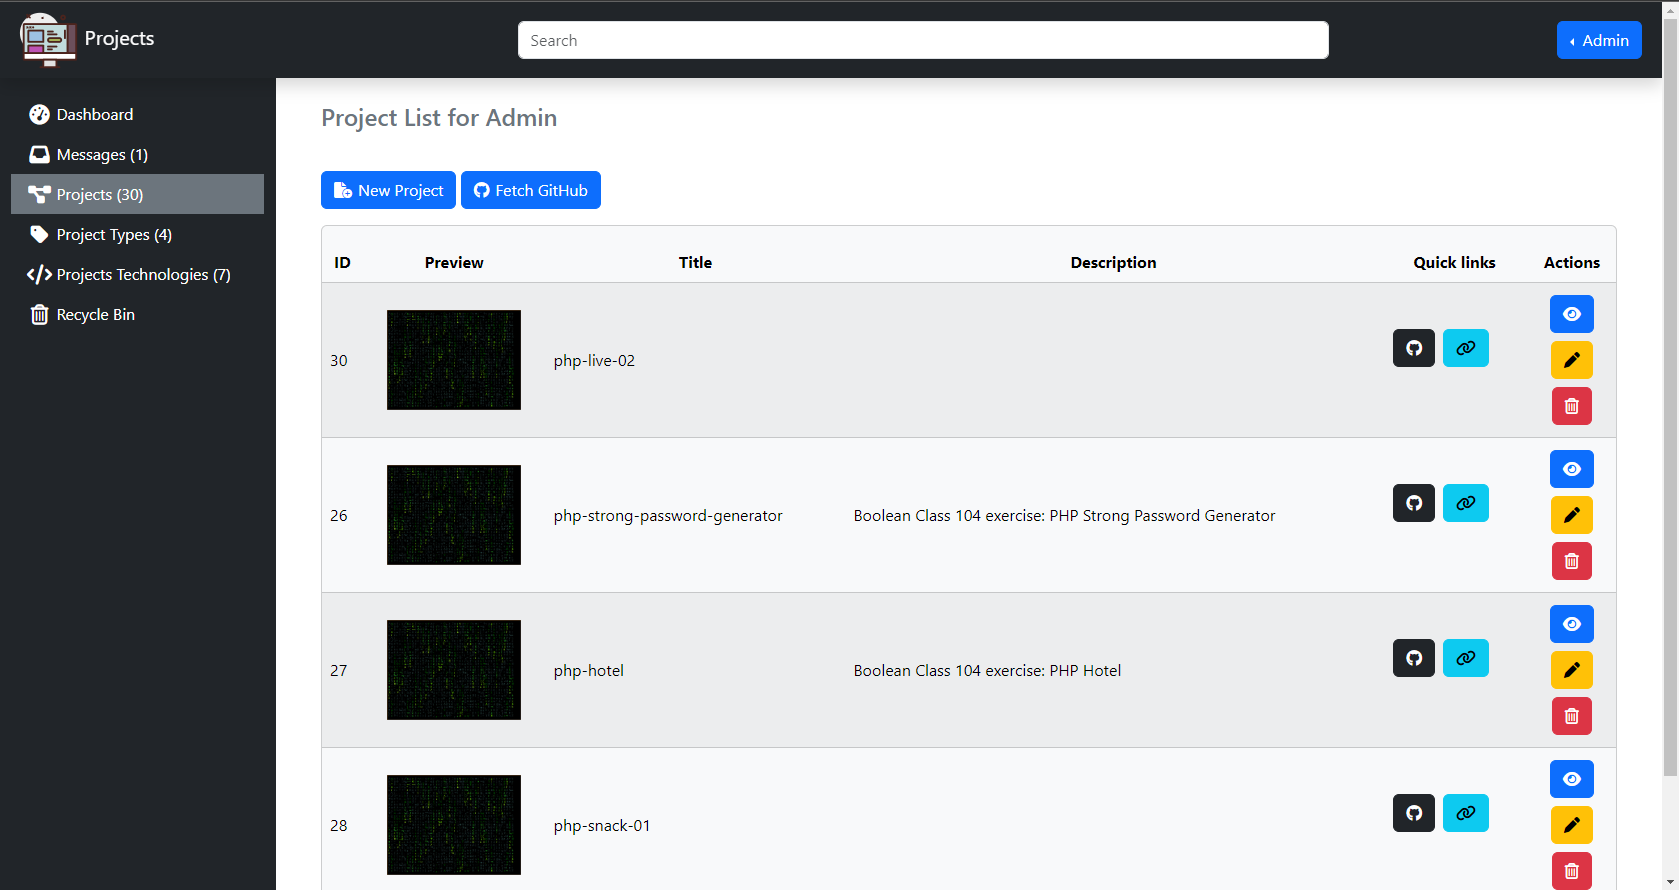 Projects
Search
Admin
Dashboard
Messages (1)
Projects (30)
Project Types (4)
Projects Technologies (7)
Recycle Bin
Project List for Admin
New Project
Fetch GitHub
ID Preview Title Description Quick links Actions
30 php-live-02
26 php-strong-password-generator Boolean Class 104 exercise: PHP Strong Password Generator
27 php-hotel Boolean Class 104 exercise: PHP Hotel
28 php-snack-01